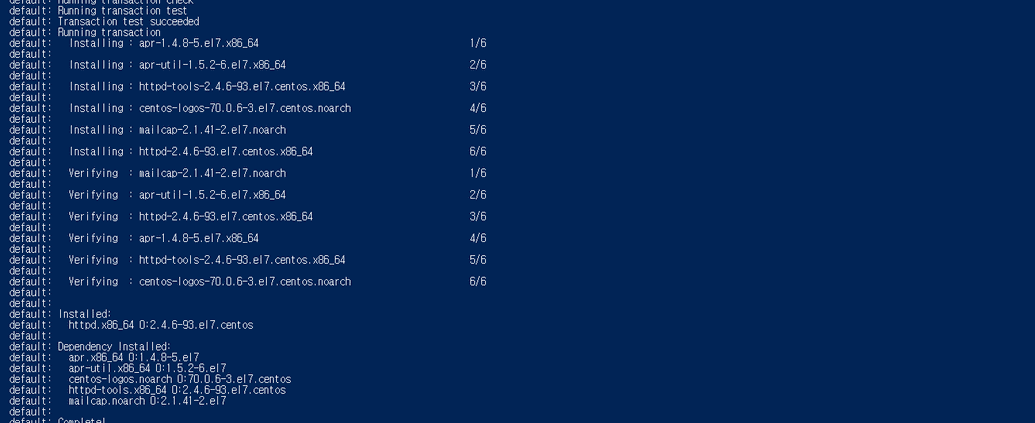 default: Running transaction check
default: Running transaction test
default: Transaction test succeeded
default: Running transaction
default:   Installing : apr-1.4.8-5.el7.x86_64                                       1/6
default:
default:   Installing : apr-util-1.5.2-6.el7.x86_64                                  2/6
default:
default:   Installing : httpd-tools-2.4.6-93.el7.centos.x86_64                       3/6
default:
default:   Installing : centos-logos-70.0.6-3.el7.centos.noarch                      4/6
default:
default:   Installing : mailcap-2.1.41-2.el7.noarch                                  5/6
default:
default:   Installing : httpd-2.4.6-93.el7.centos.x86_64                             6/6
default:
default:   Verifying  : mailcap-2.1.41-2.el7.noarch                                  1/6
default:
default:   Verifying  : apr-util-1.5.2-6.el7.x86_64                                  2/6
default:
default:   Verifying  : httpd-2.4.6-93.el7.centos.x86_64                             3/6
default:
default:   Verifying  : apr-1.4.8-5.el7.x86_64                                       4/6
default:
default:   Verifying  : httpd-tools-2.4.6-93.el7.centos.x86_64                       5/6
default:
default:   Verifying  : centos-logos-70.0.6-3.el7.centos.noarch                      6/6
default:
default:
default: Installed:
default:   httpd.x86_64 0:2.4.6-93.el7.centos
default:
default: Dependency Installed:
default:   apr.x86_64 0:1.4.8-5.el7
default:   apr-util.x86_64 0:1.5.2-6.el7
default:   centos-logos.noarch 0:70.0.6-3.el7.centos
default:   httpd-tools.x86_64 0:2.4.6-93.el7.centos
default:   mailcap.noarch 0:2.1.41-2.el7
default:
default: Complete!